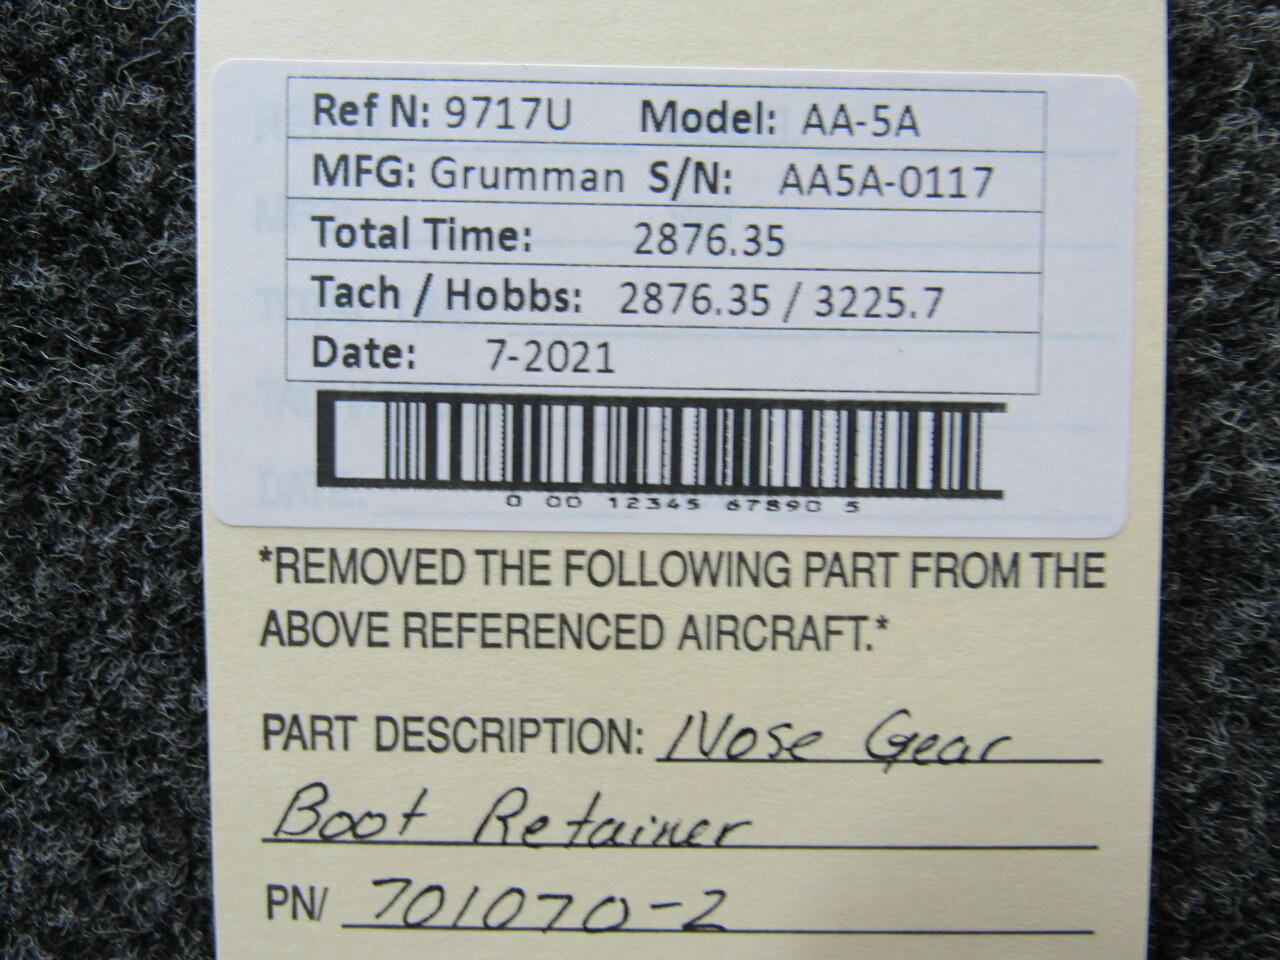 Ref N: 9717U Model: AA-5A
MFG: Grumman S/N: AA5A-0117
Total Time: 2876.35
Tach / Hobbs: 2876.35 / 3225.7
Date: 7-2021
0 00 12345 67890 5
*REMOVED THE FOLLOWING PART FROM THE
ABOVE REFERENCED AIRCRAFT.*
PART DESCRIPTION: Nose Gear
Boot Retainer
PN/ 701070-2